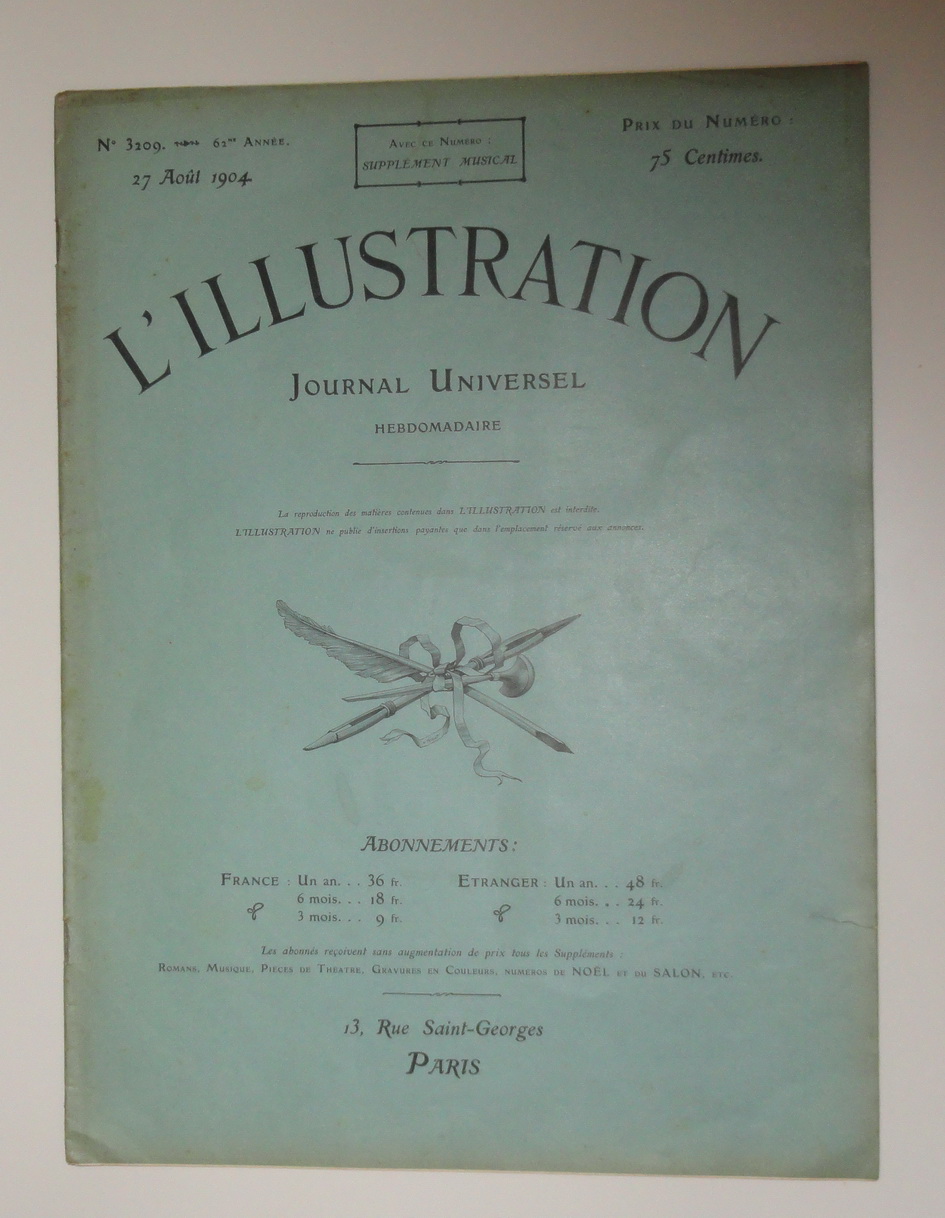 N° 3209. 62me Année.
27 Août 1904
Avec ce Numéro :
SUPPLÉMENT MUSICAL
Prix du Numéro :
75 Centimes.
L'ILLUSTRATION
Journal Universel
HEBDOMADAIRE
La reproduction des matières contenues dans L'ILLUSTRATION est interdite.
L'ILLUSTRATION ne publie d'insertions payantes que dans l'emplacement réservé aux annonces.
Abonnements :
France : Un an. . . 36 fr.
6 mois. . . 18 fr.
3 mois. . . 9 fr.
Etranger : Un an. . . 48 fr.
6 mois. . . 24 fr.
3 mois. . . 12 fr.
Les abonnés reçoivent sans augmentation de prix tous les Suppléments :
Romans, Musique, Pièces de Théâtre, Gravures en Couleurs, numéros de NOËL et du SALON, etc.
13, Rue Saint-Georges
Paris